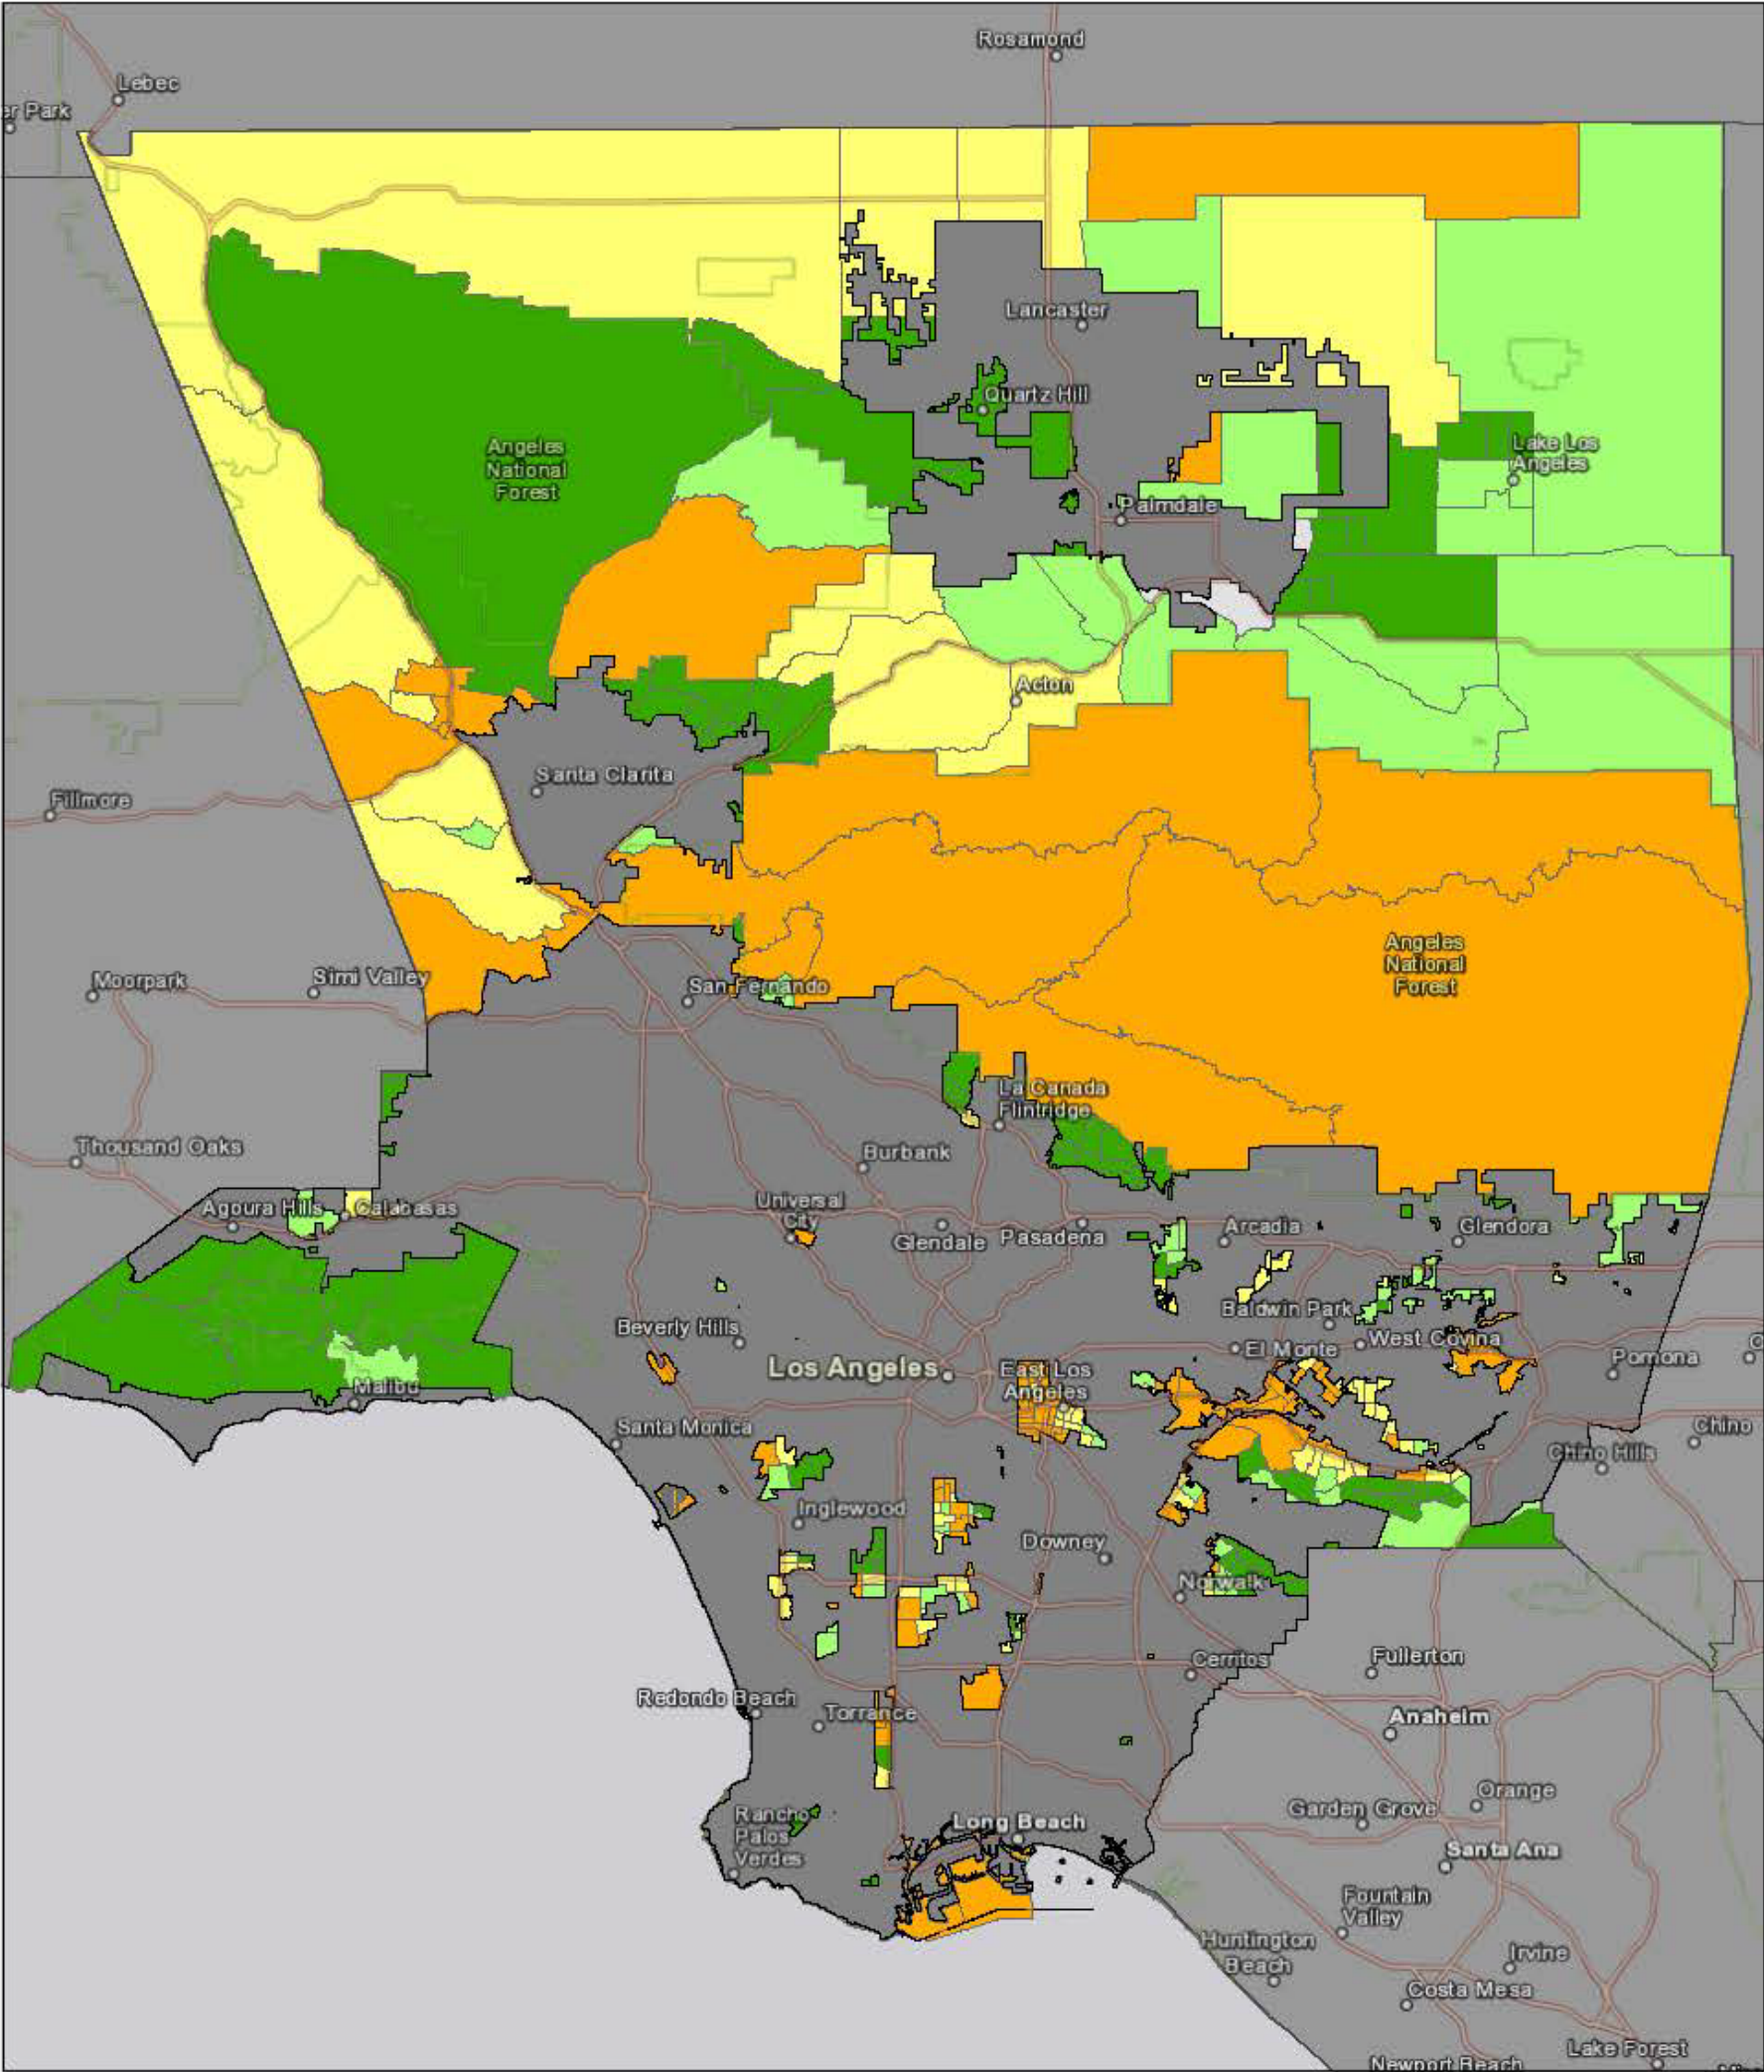 Rosamond
Lebec
er Park
Lancaster
Quartz Hill
Angeles
National
Forest
Lake Los
Angeles
Palmdale
Acton
Santa Clarita
Fillmore
Angeles
National
Forest
Moorpark
Simi Valley
San Fernando
La Canada
Flintridge
Thousand Oaks
Burbank
Agoura Hills
Calabasas
Universal
City
Glendale
Pasadena
Arcadia
Glendora
Baldwin Park
Beverly Hills
El Monte
West Covina
Pomona
Los Angeles
East Los
Angeles
Malibu
Santa Monica
Chino
Chino Hills
Inglewood
Downey
Norwalk
Cerritos
Fullerton
Redondo Beach
Torrance
Anaheim
Orange
Garden Grove
Rancho
Palos
Verdes
Long Beach
Santa Ana
Fountain
Valley
Huntington
Beach
Irvine
Costa Mesa
Lake Forest
Newport Beach